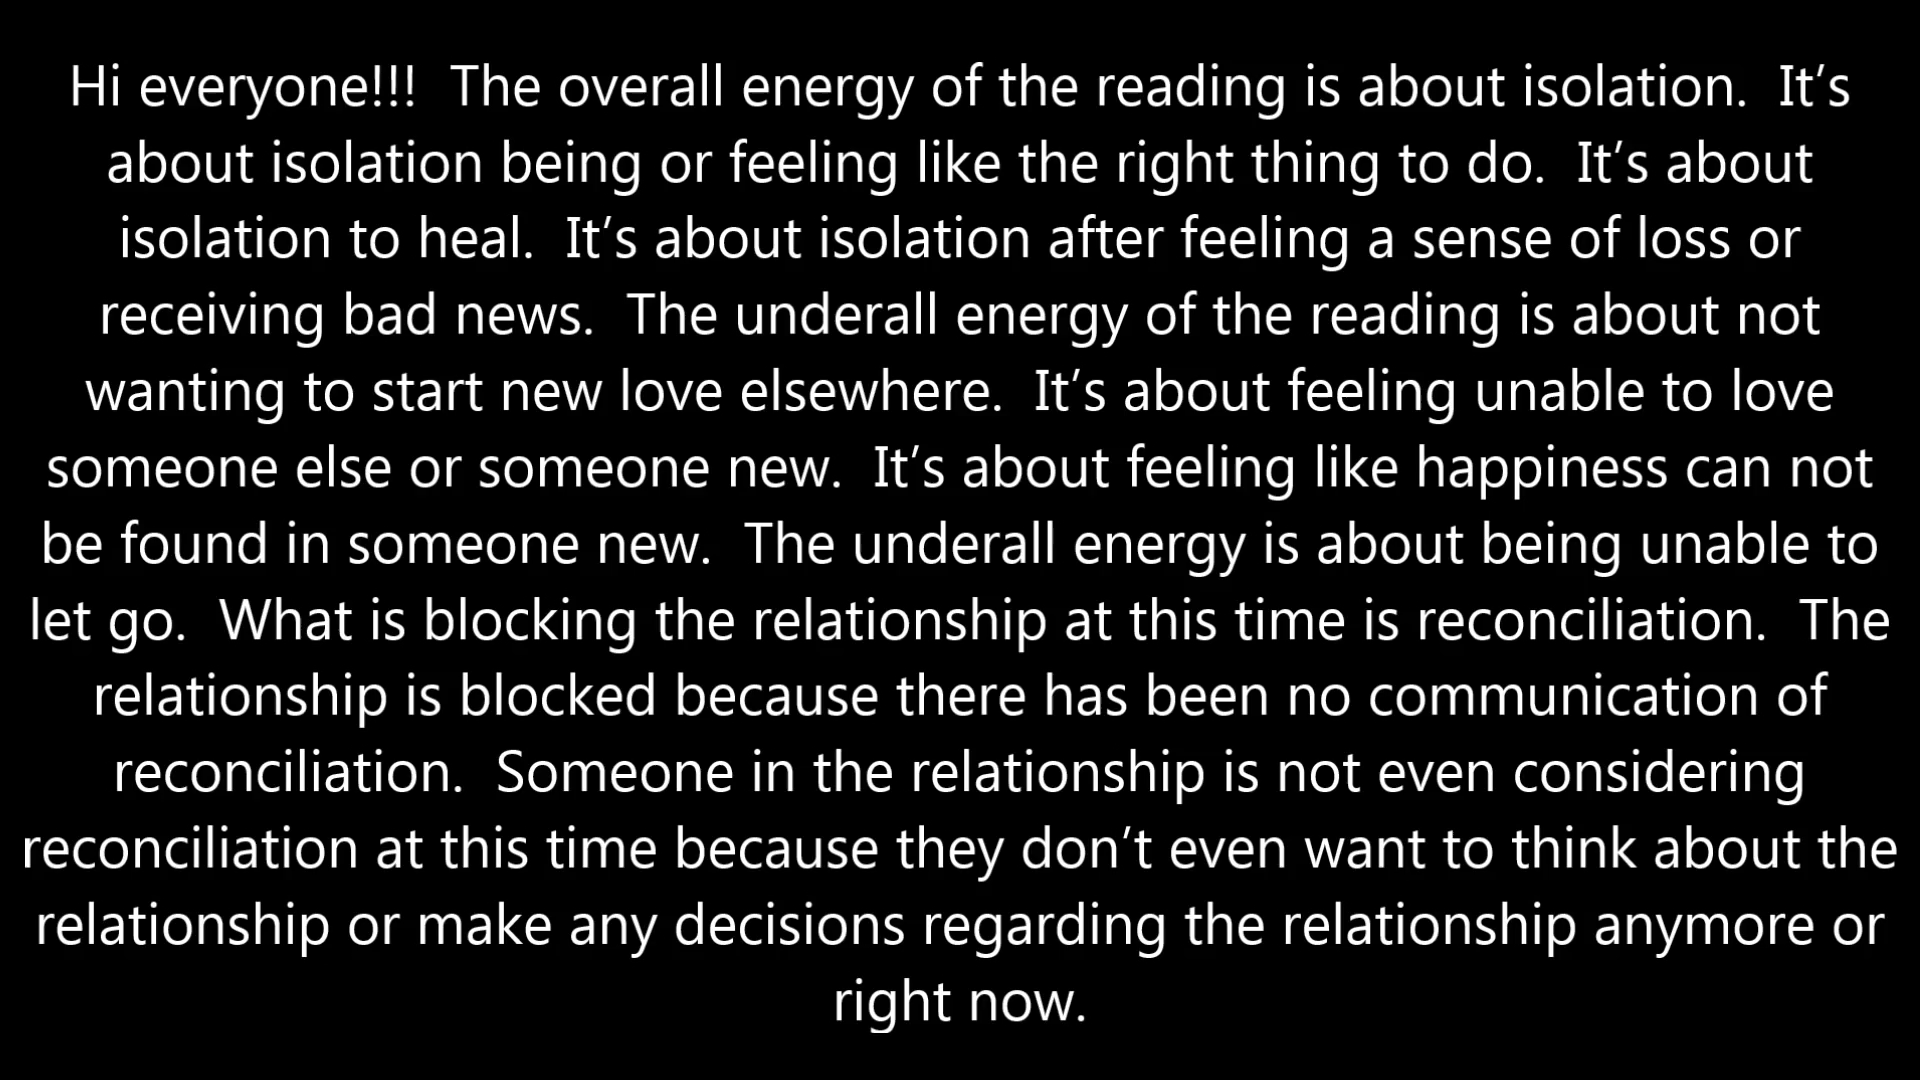 Hi everyone!!!  The overall energy of the reading is about isolation.  It’s
about isolation being or feeling like the right thing to do.  It’s about
isolation to heal.  It’s about isolation after feeling a sense of loss or
receiving bad news.  The underall energy of the reading is about not
wanting to start new love elsewhere.  It’s about feeling unable to love
someone else or someone new.  It’s about feeling like happiness can not
be found in someone new.  The underall energy is about being unable to
let go.  What is blocking the relationship at this time is reconciliation.  The
relationship is blocked because there has been no communication of
reconciliation.  Someone in the relationship is not even considering
reconciliation at this time because they don’t even want to think about the
relationship or make any decisions regarding the relationship anymore or
right now.